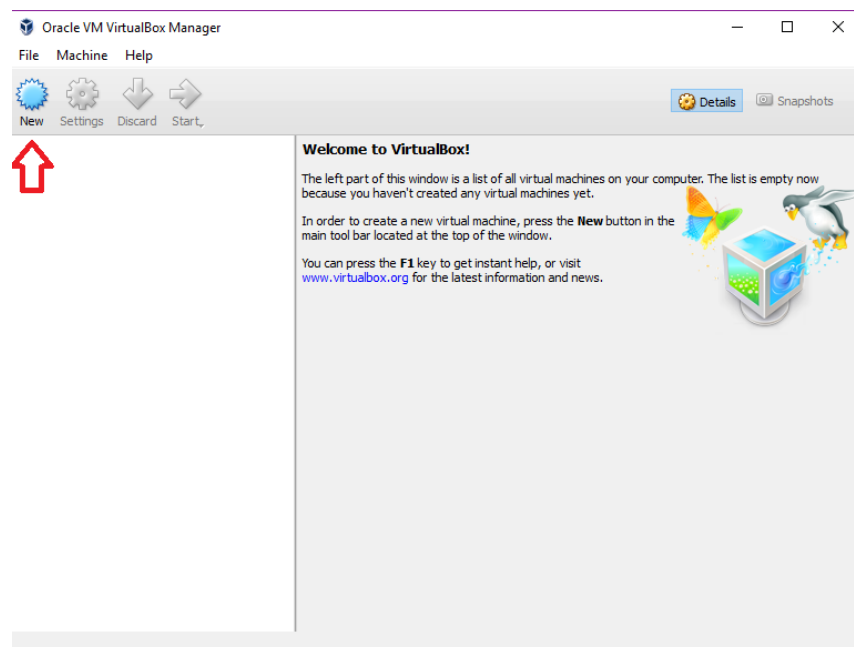 Oracle VM VirtualBox Manager
File Machine Help
New Settings Discard Start
Details Snapshots
Welcome to VirtualBox!
The left part of this window is a list of all virtual machines on your computer. The list is empty now
because you haven't created any virtual machines yet.
In order to create a new virtual machine, press the New button in the
main tool bar located at the top of the window.
You can press the F1 key to get instant help, or visit
www.virtualbox.org for the latest information and news.